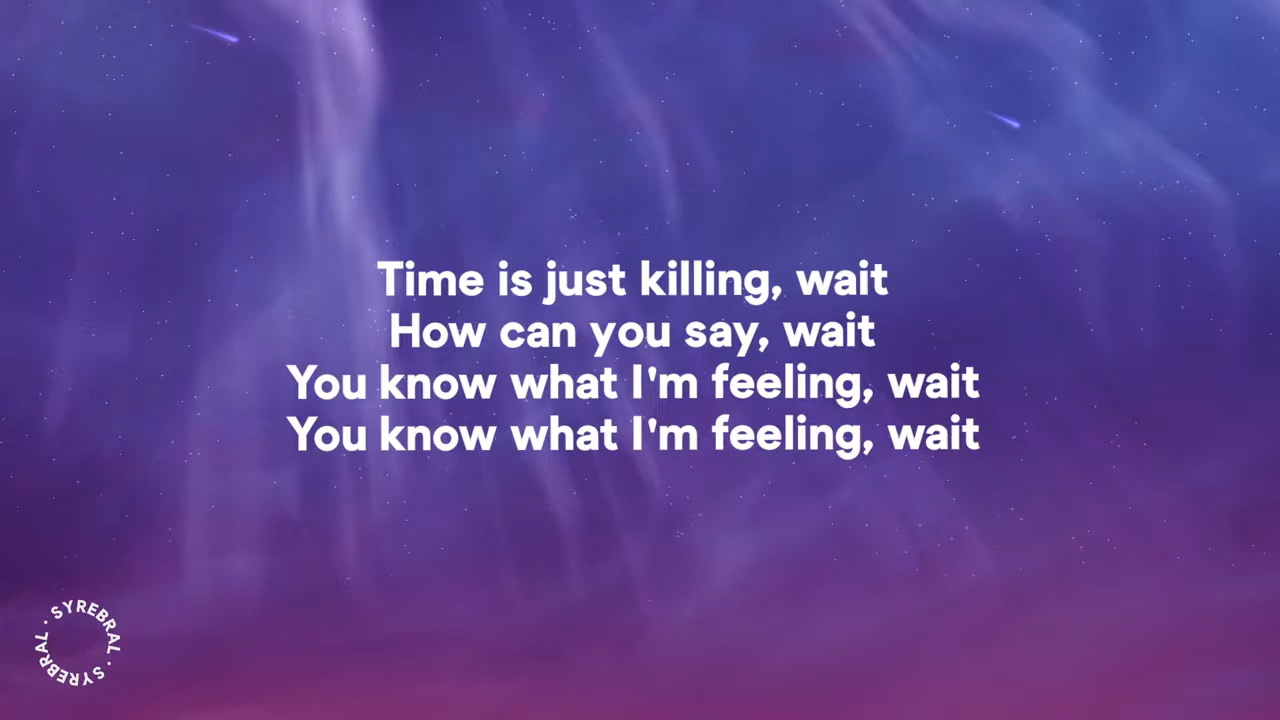 Time is just killing, wait
How can you say, wait
You know what I'm feeling, wait
You know what I'm feeling, wait
SYREBRAL · SYREBRAL ·